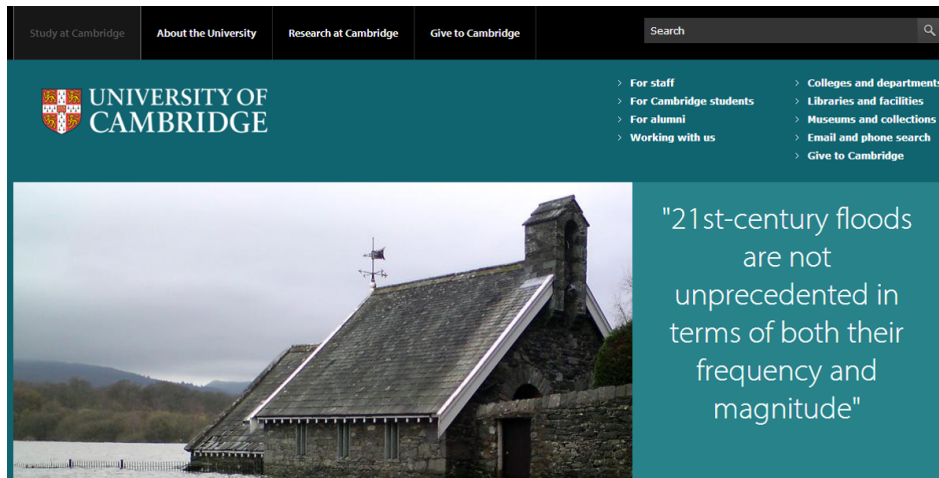 Study at Cambridge
About the University
Research at Cambridge
Give to Cambridge
Search
UNIVERSITY OF
CAMBRIDGE
For staff
For Cambridge students
For alumni
Working with us
Colleges and departments
Libraries and facilities
Museums and collections
Email and phone search
Give to Cambridge
"21st-century floods
are not
unprecedented in
terms of both their
frequency and
magnitude"